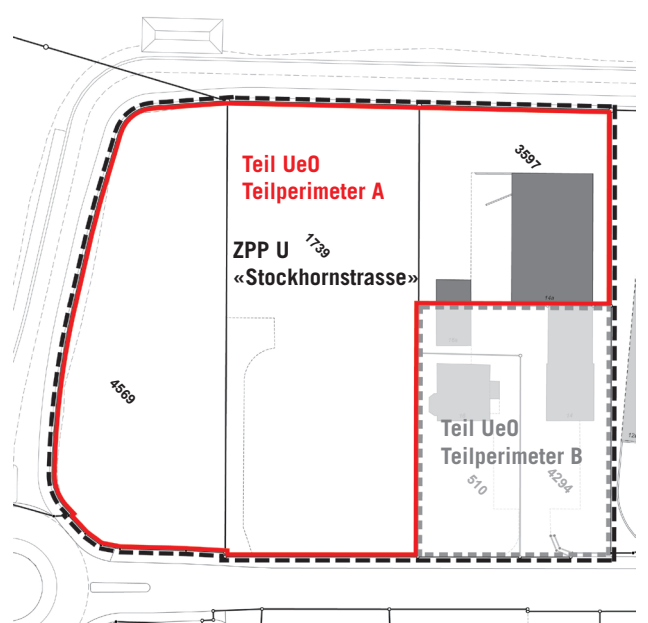 3597
Teil UeO
Teilperimeter A
1739
ZPP U
«Stockhornstrasse»
4569
Teil UeO
Teilperimeter B
510
4294